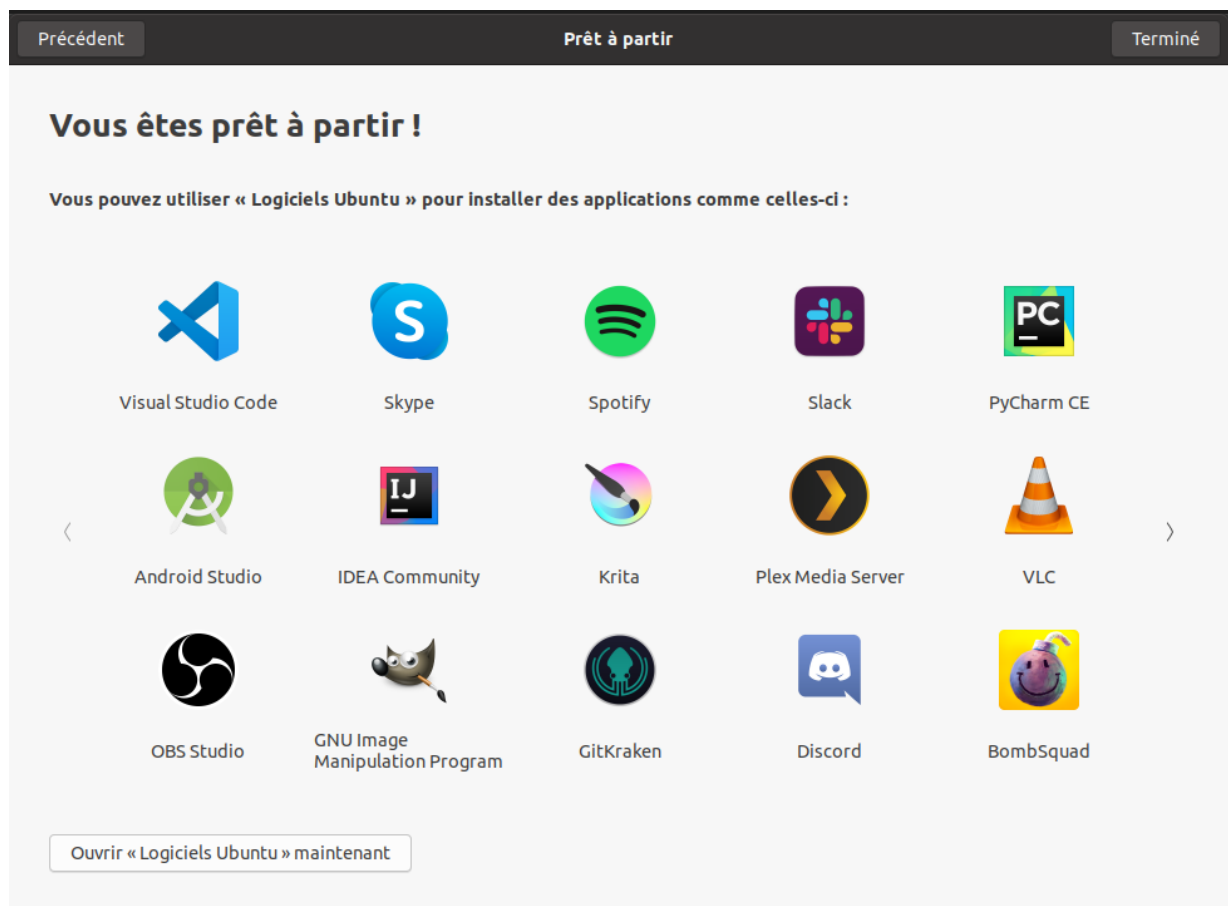 Précédent Prêt à partir Terminé
Vous êtes prêt à partir !
Vous pouvez utiliser « Logiciels Ubuntu » pour installer des applications comme celles-ci :
S PC
Visual Studio Code Skype Spotify Slack PyCharm CE
IJ
Android Studio IDEA Community Krita Plex Media Server VLC
OBS Studio GNU Image Manipulation Program GitKraken Discord BombSquad
Ouvrir « Logiciels Ubuntu » maintenant